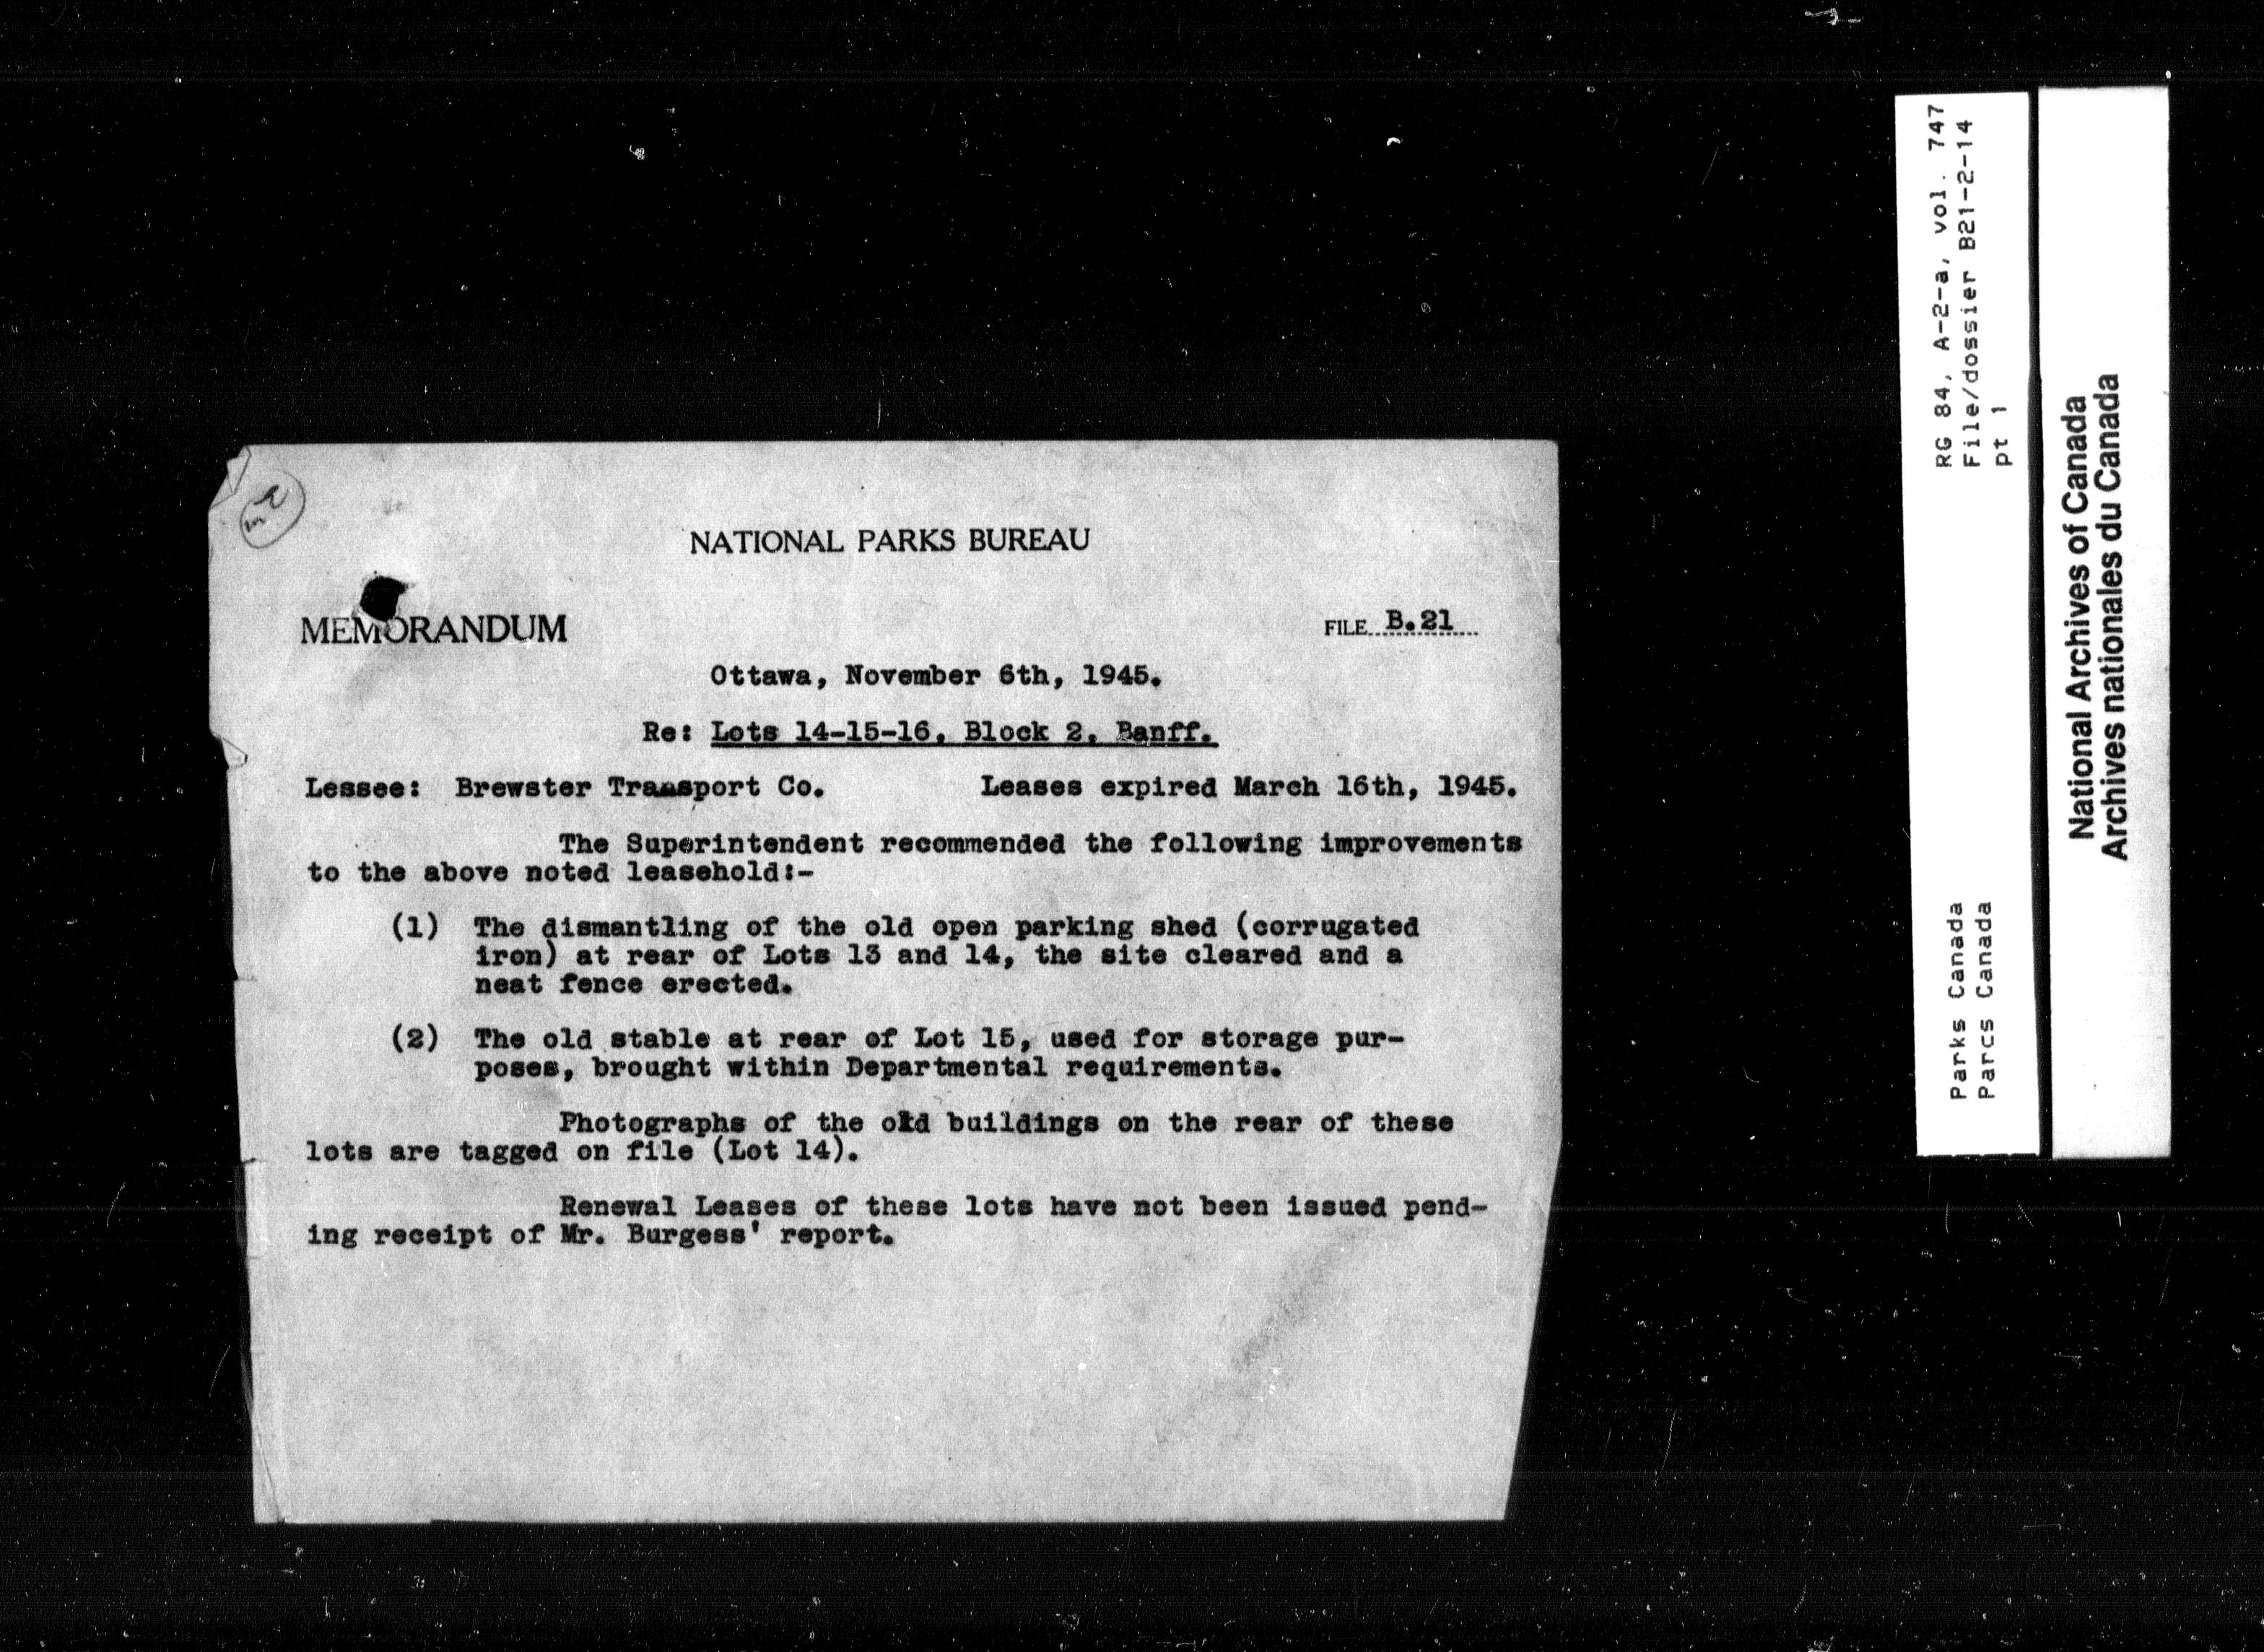 NATIONAL PARKS BUREAU
MEMORANDUM
FILE B.21
Ottawa, November 6th, 1945.
Re: Lots 14-15-16, Block 2, Banff.
Lessee: Brewster Transport Co. Leases expired March 16th, 1945.
The Superintendent recommended the following improvements
to the above noted leasehold:-
(1) The dismantling of the old open parking shed (corrugated
iron) at rear of Lots 13 and 14, the site cleared and a
neat fence erected.
(2) The old stable at rear of Lot 15, used for storage pur-
poses, brought within Departmental requirements.
Photographs of the old buildings on the rear of these
lots are tagged on file (Lot 14).
Renewal Leases of these lots have not been issued pend-
ing receipt of Mr. Burgess' report.
RG 84, A-2-a, vol. 747
File/dossier B21-2-14
pt 1
Parks Canada
Parcs Canada
National Archives of Canada
Archives nationales du Canada